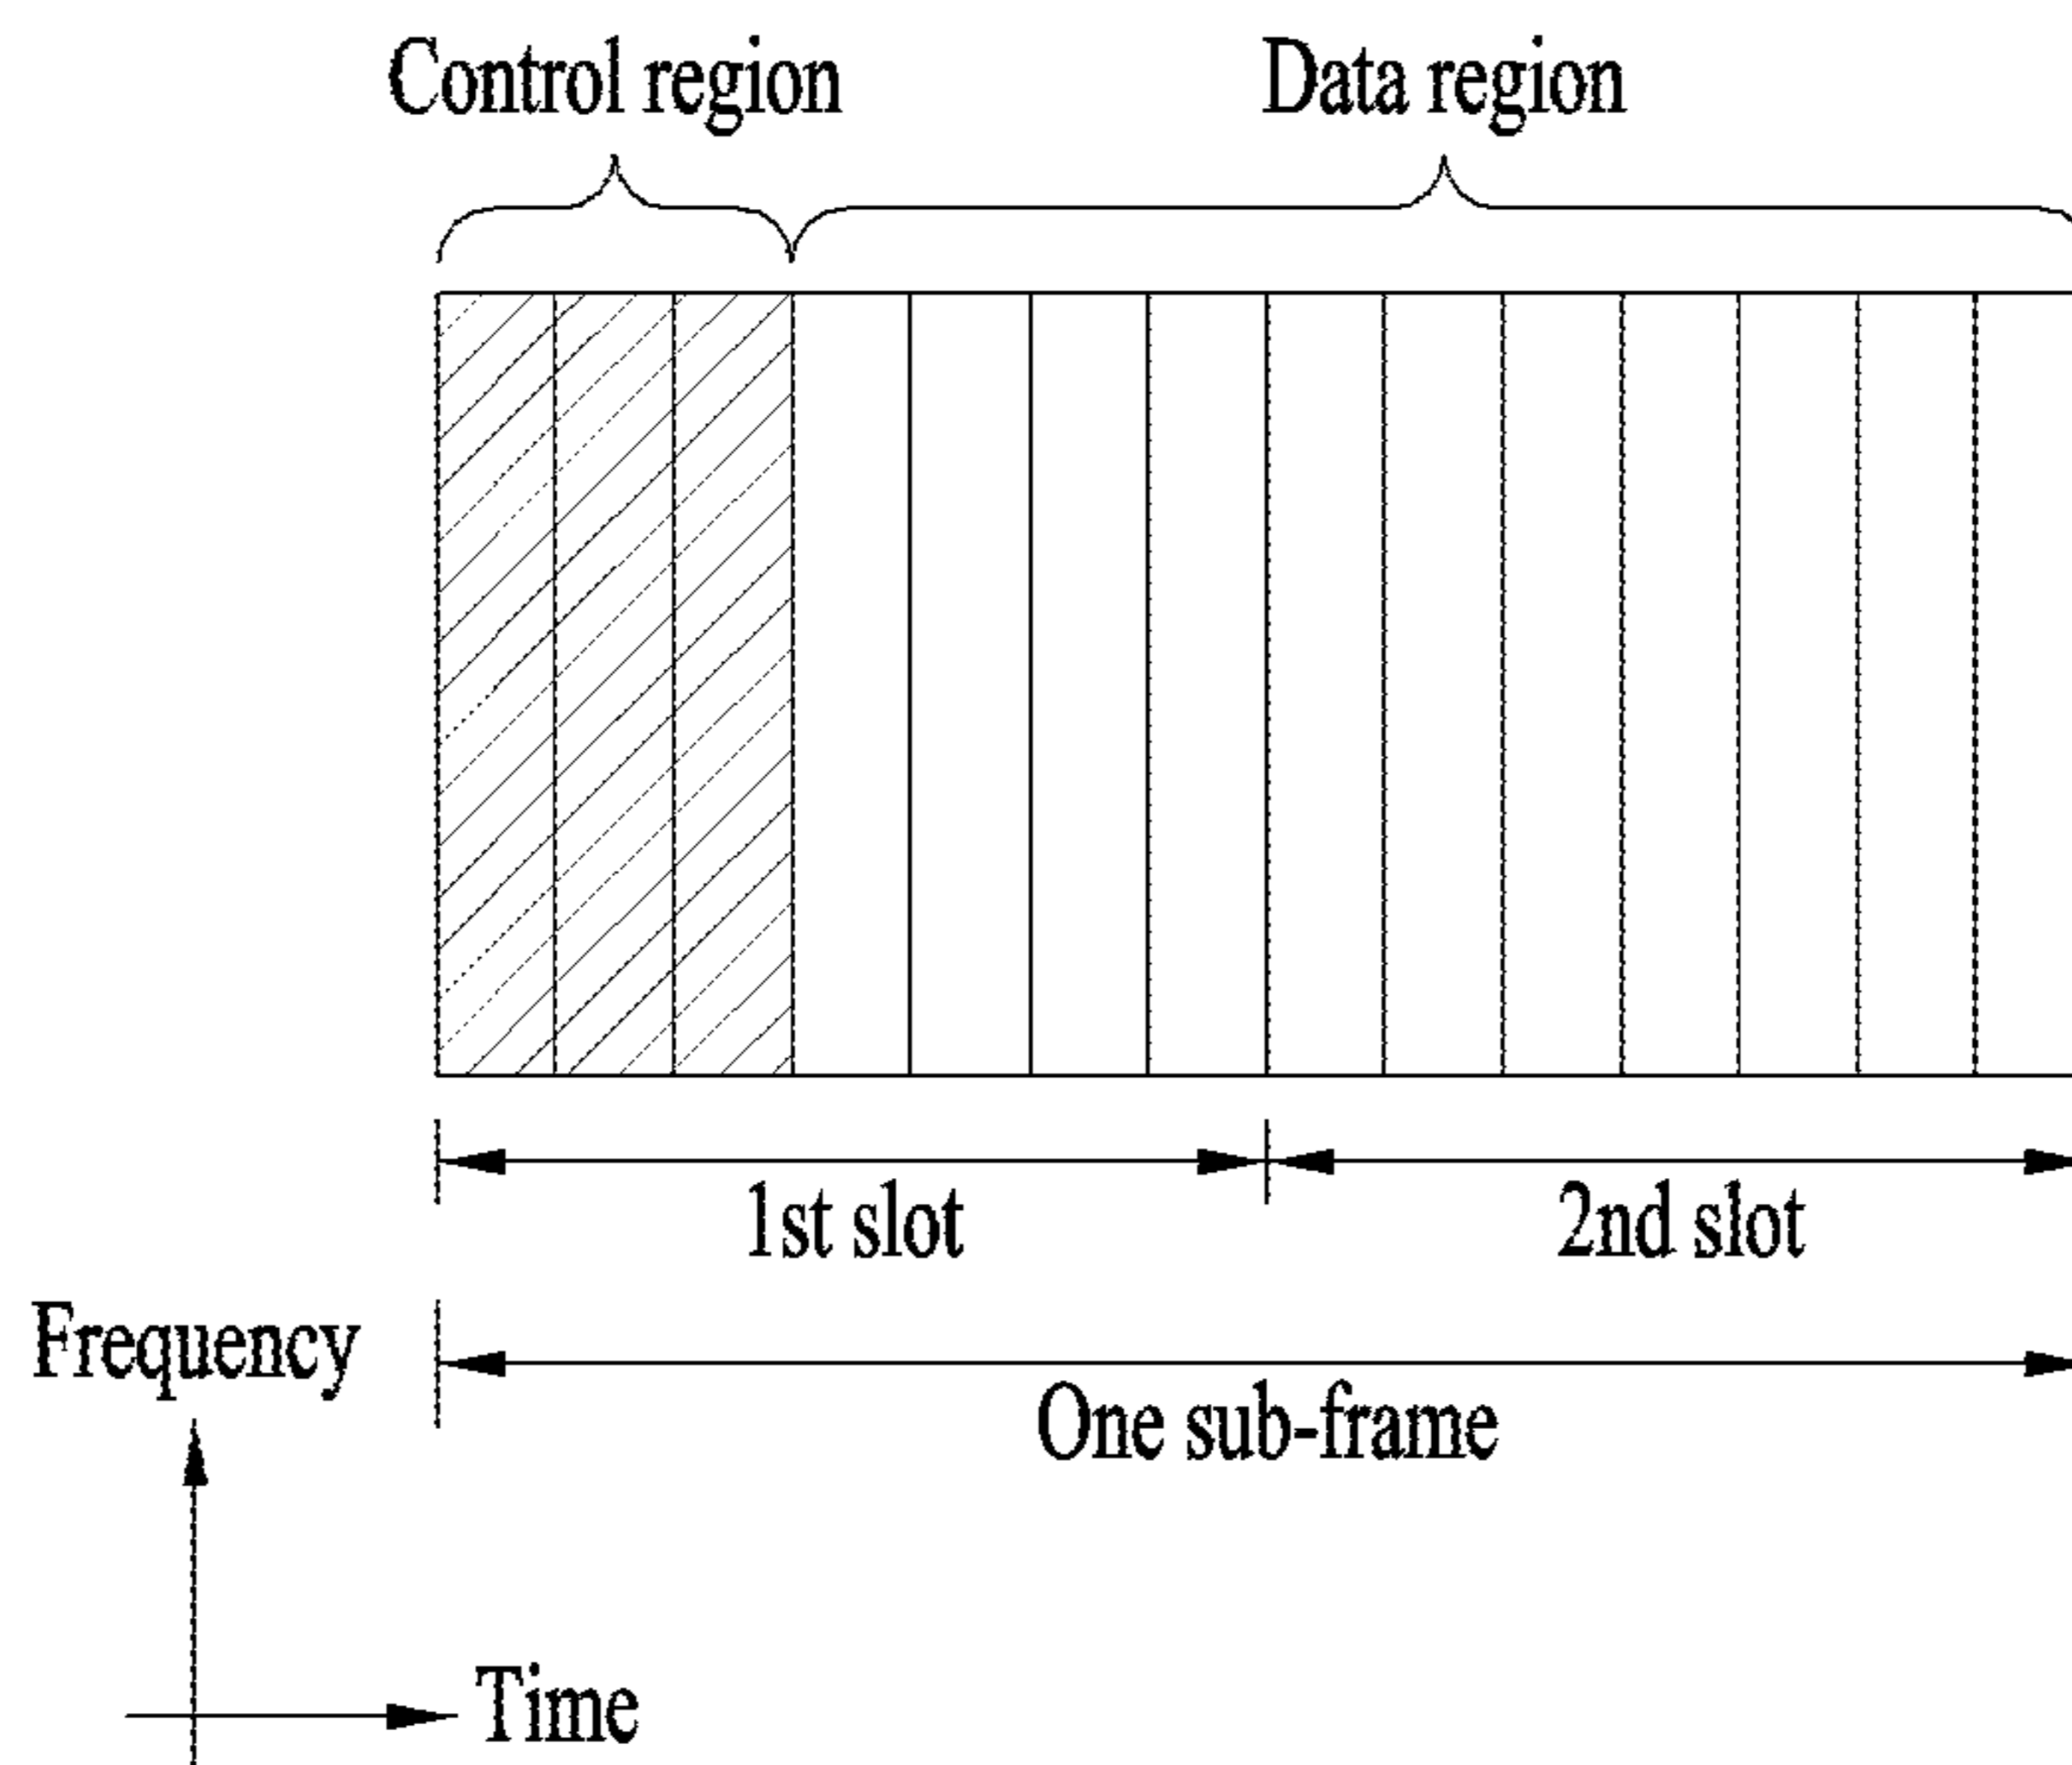 Control region
Data region
1st slot
2nd slot
One sub-frame
Frequency
Time